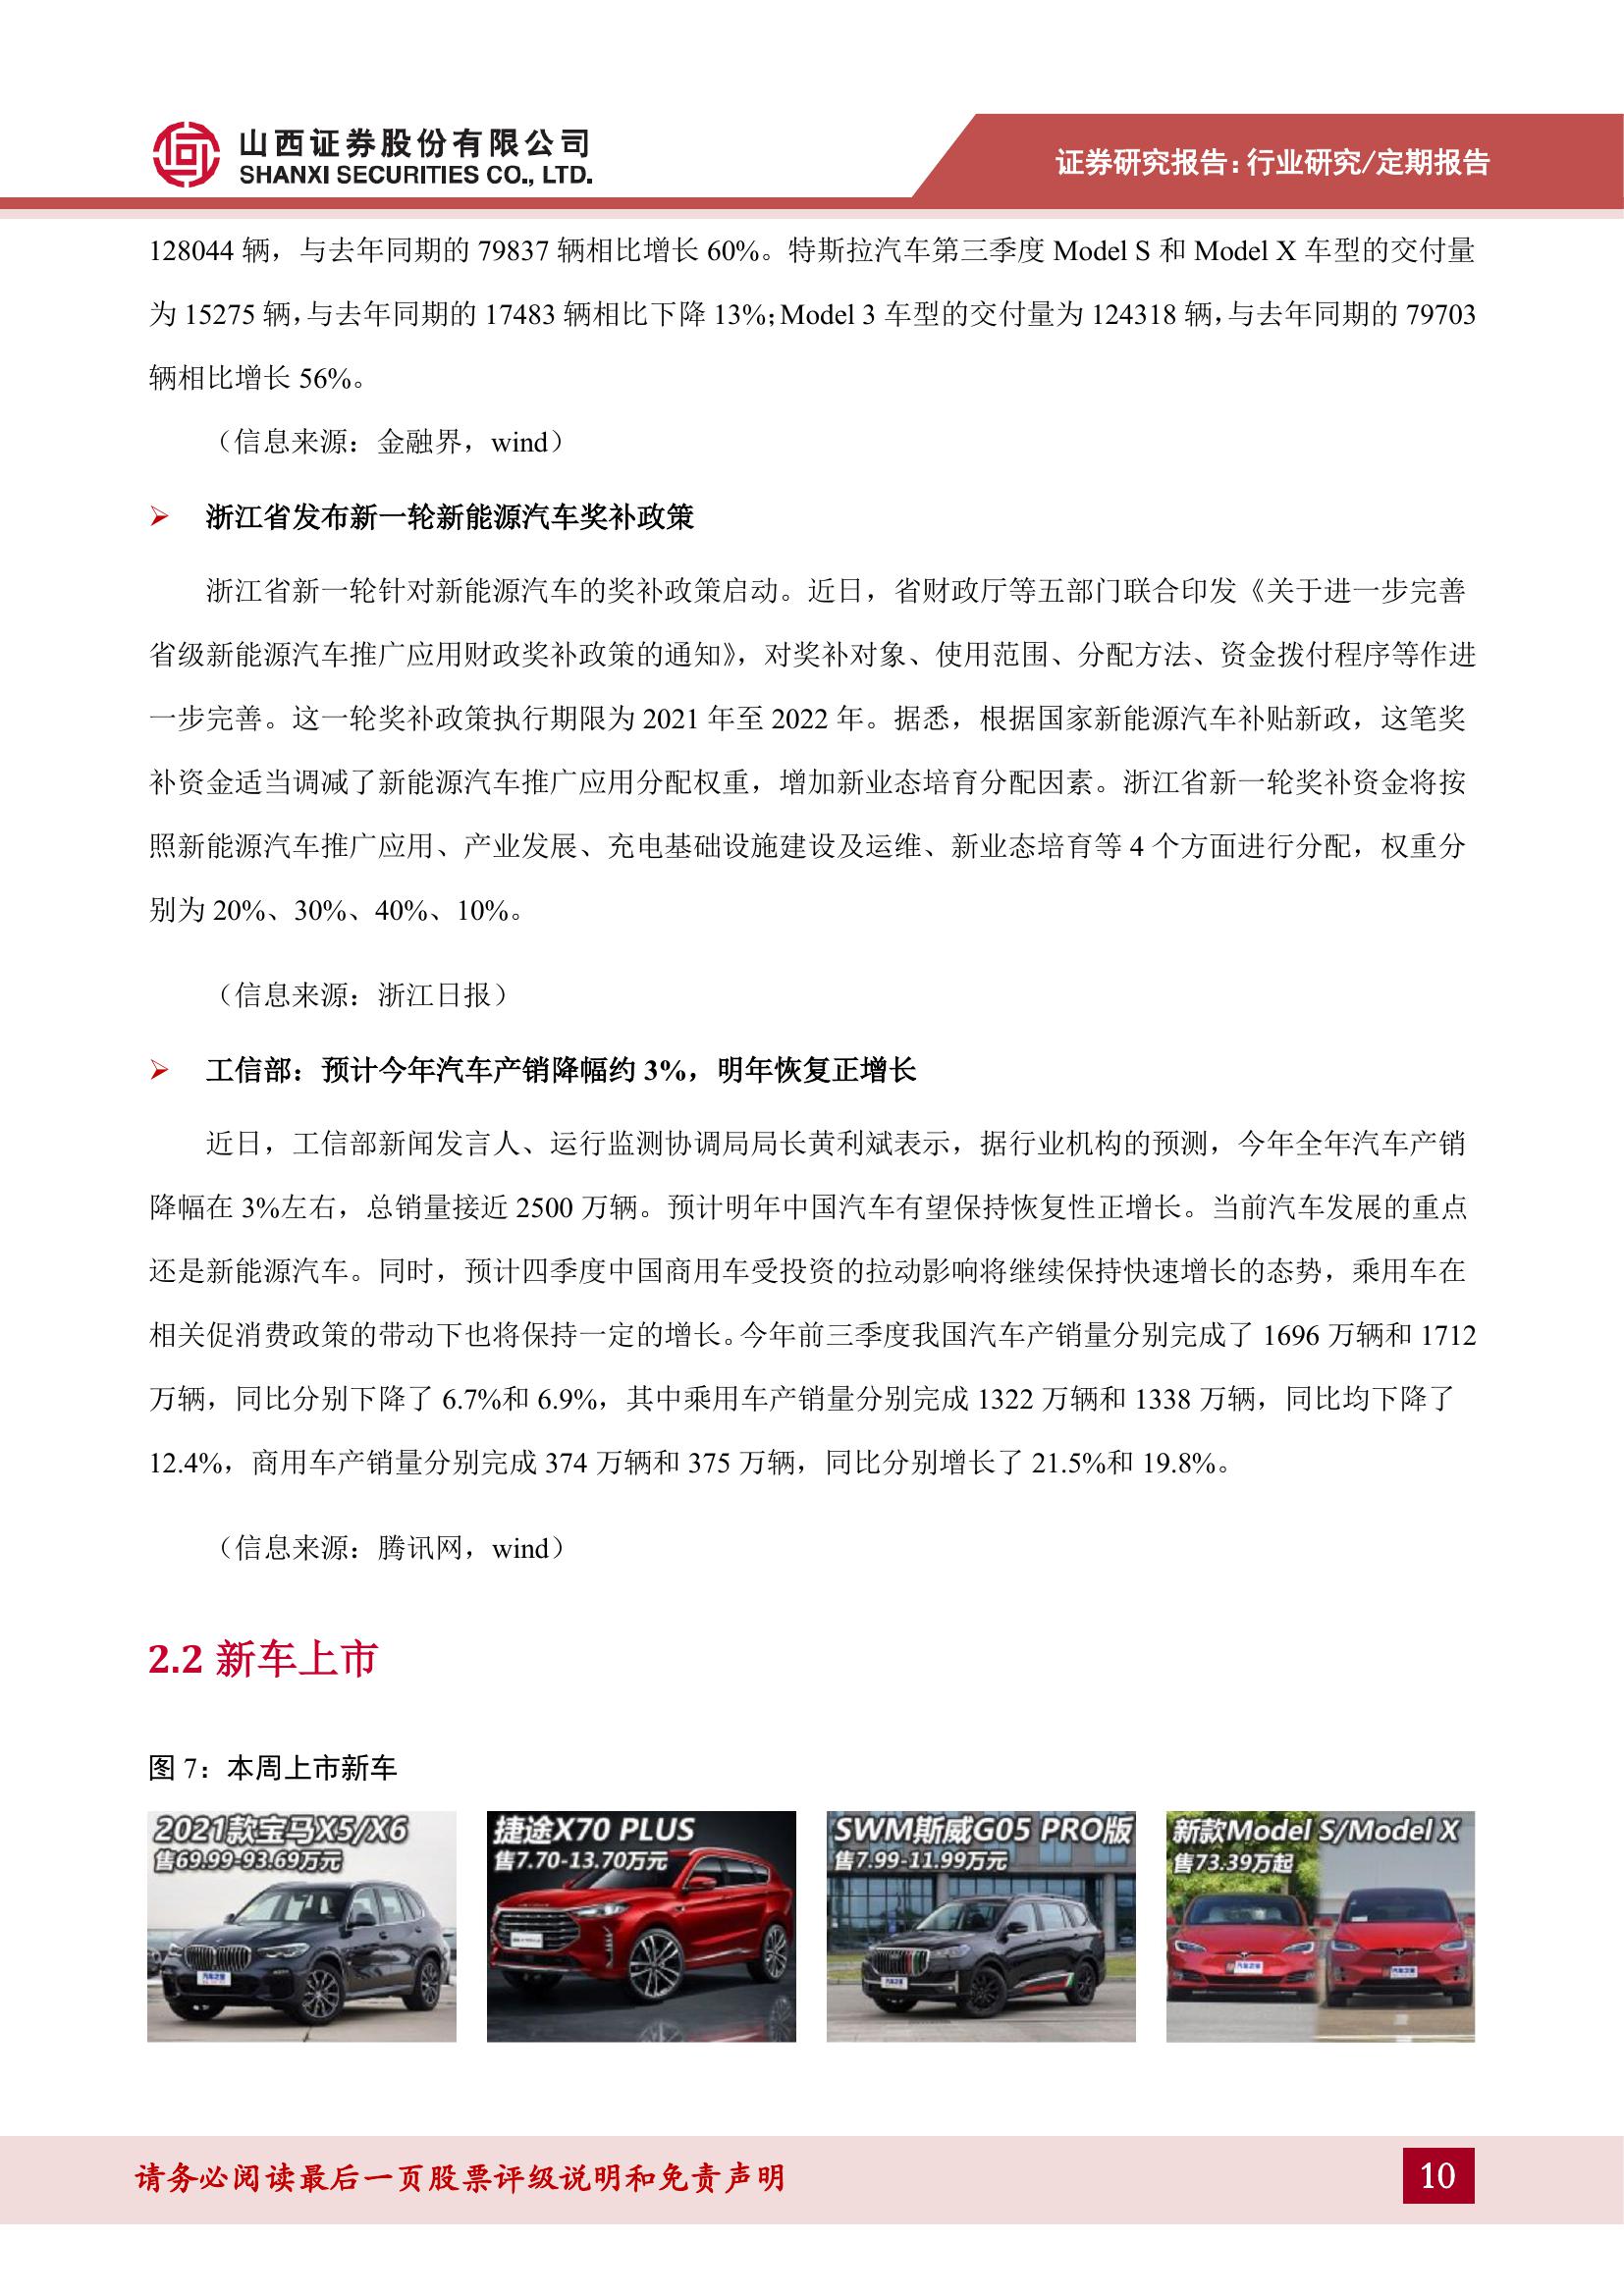 山西证券股份有限公司
SHANXI SECURITIES CO., LTD.
证券研究报告：行业研究/定期报告
128044 辆，与去年同期的 79837 辆相比增长 60%。特斯拉汽车第三季度 Model S 和 Model X 车型的交付量
为 15275 辆，与去年同期的 17483 辆相比下降 13%；Model 3 车型的交付量为 124318 辆，与去年同期的 79703
辆相比增长 56%。
（信息来源：金融界，wind）
➢ 浙江省发布新一轮新能源汽车奖补政策
浙江省新一轮针对新能源汽车的奖补政策启动。近日，省财政厅等五部门联合印发《关于进一步完善
省级新能源汽车推广应用财政奖补政策的通知》，对奖补对象、使用范围、分配方法、资金拨付程序等作进
一步完善。这一轮奖补政策执行期限为 2021 年至 2022 年。据悉，根据国家新能源汽车补贴新政，这笔奖
补资金适当调减了新能源汽车推广应用分配权重，增加新业态培育分配因素。浙江省新一轮奖补资金将按
照新能源汽车推广应用、产业发展、充电基础设施建设及运维、新业态培育等 4 个方面进行分配，权重分
别为 20%、30%、40%、10%。
（信息来源：浙江日报）
➢ 工信部：预计今年汽车产销降幅约 3%，明年恢复正增长
近日，工信部新闻发言人、运行监测协调局局长黄利斌表示，据行业机构的预测，今年全年汽车产销
降幅在 3%左右，总销量接近 2500 万辆。预计明年中国汽车有望保持恢复性正增长。当前汽车发展的重点
还是新能源汽车。同时，预计四季度中国商用车受投资的拉动影响将继续保持快速增长的态势，乘用车在
相关促消费政策的带动下也将保持一定的增长。今年前三季度我国汽车产销量分别完成了 1696 万辆和 1712
万辆，同比分别下降了 6.7%和 6.9%，其中乘用车产销量分别完成 1322 万辆和 1338 万辆，同比均下降了
12.4%，商用车产销量分别完成 374 万辆和 375 万辆，同比分别增长了 21.5%和 19.8%。
（信息来源：腾讯网，wind）
2.2 新车上市
图 7：本周上市新车
2021款宝马X5/X6
售69.99-93.69万元
汽车之家
捷途X70 PLUS
售7.70-13.70万元
SWM斯威G05 PRO版
售7.99-11.99万元
汽车之家
新款Model S/Model X
售73.39万起
汽车之家
汽车之家
请务必阅读最后一页股票评级说明和免责声明
10